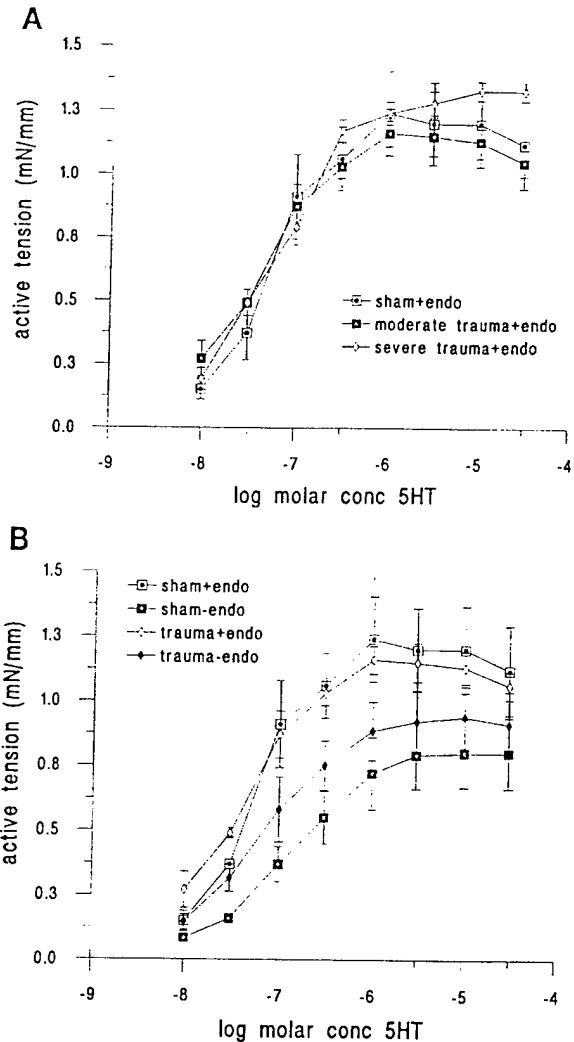 A
1.5
1.3
1.0
0.8
0.5
0.3
0.0
active tension (mN/mm)
sham+endo
moderate trauma+endo
severe trauma+endo
-9 -8 -7 -6 -5 -4
log molar conc 5HT
B
1.5
1.3
1.0
0.8
0.5
0.3
0.0
active tension (mN/mm)
sham+endo
sham-endo
trauma+endo
trauma-endo
-9 -8 -7 -6 -5 -4
log molar conc 5HT